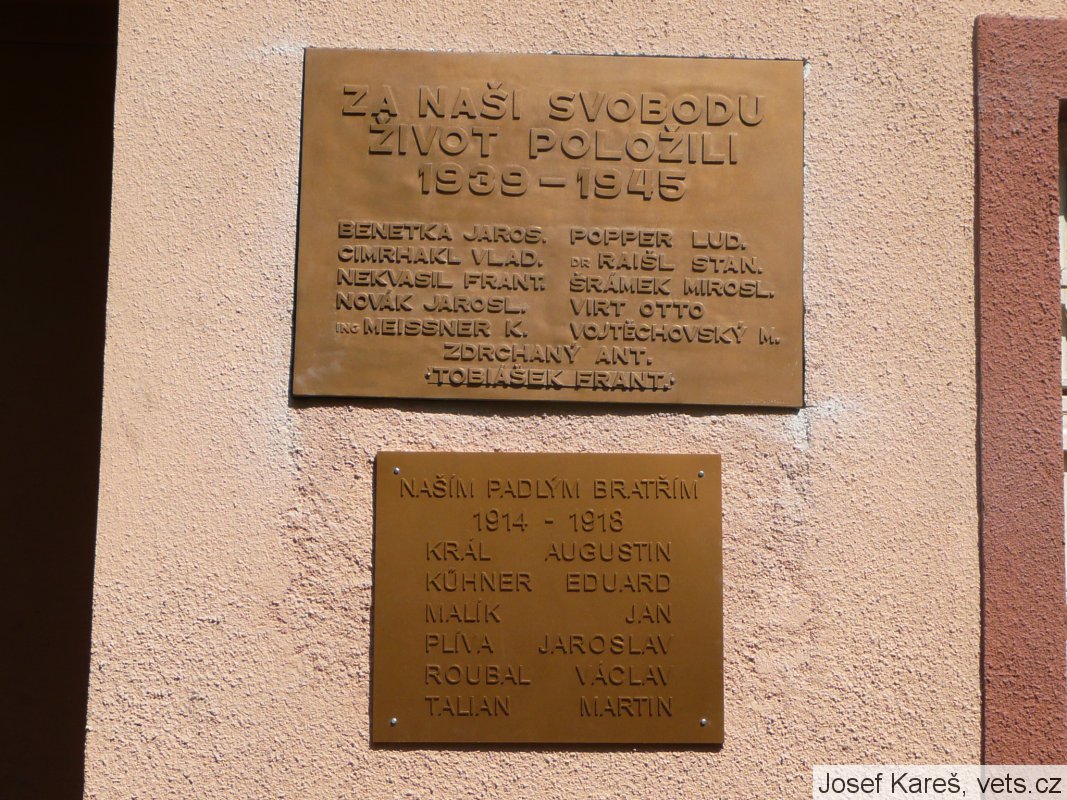 ZA NAŠI SVOBODU
ŽIVOT POLOŽILI
1939 – 1945
BENETKA JAROS. POPPER LUD.
CIMRHAKL VLAD. DR RAIŠL STAN.
NEKVASIL FRANT. ŠRÁMEK MIROSL.
NOVÁK JAROSL. VIRT OTTO
ING MEISSNER K. VOJTĚCHOVSKÝ M.
ZDRCHANÝ ANT.
·TOBIÁŠEK FRANT.·
NAŠÍM PADLÝM BRATŘÍM
1914 - 1918
KRÁL AUGUSTIN
KŰHNER EDUARD
MALÍK JAN
PLÍVA JAROSLAV
ROUBAL VÁCLAV
TALIAN MARTIN
Josef Kareš, vets.cz